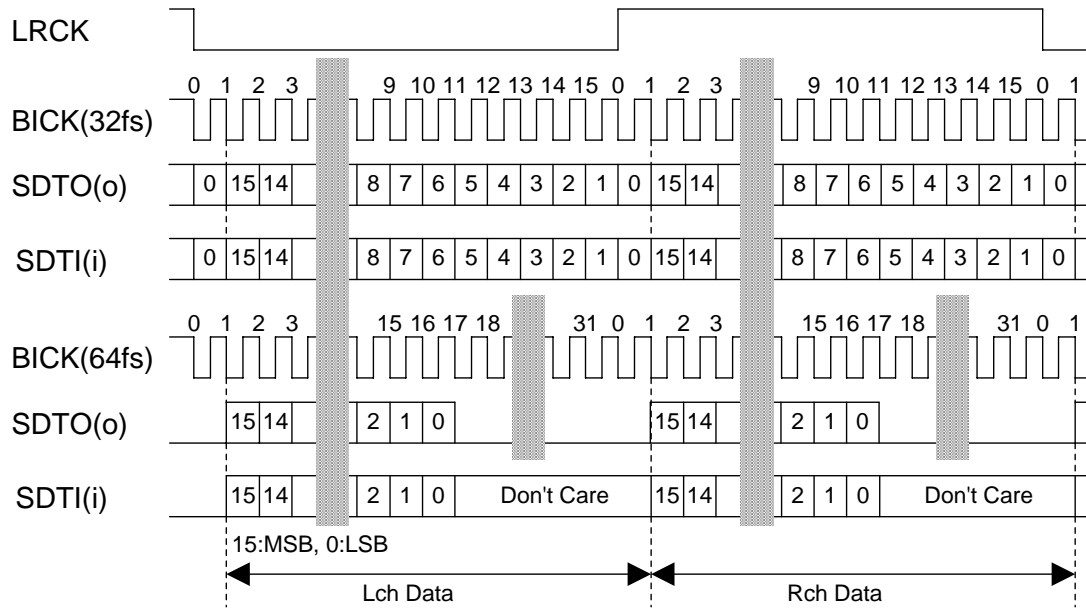 LRCK
0 1 2 3 9 10 11 12 13 14 15 0 1 2 3 9 10 11 12 13 14 15 0 1
BICK(32fs)
SDTO(o) 0 15 14 8 7 6 5 4 3 2 1 0 15 14 8 7 6 5 4 3 2 1 0
SDTI(i) 0 15 14 8 7 6 5 4 3 2 1 0 15 14 8 7 6 5 4 3 2 1 0
0 1 2 3 15 16 17 18 31 0 1 2 3 15 16 17 18 31 0 1
BICK(64fs)
SDTO(o) 15 14 2 1 0 15 14 2 1 0
SDTI(i) 15 14 2 1 0 Don't Care 15 14 2 1 0 Don't Care
15:MSB, 0:LSB
Lch Data Rch Data